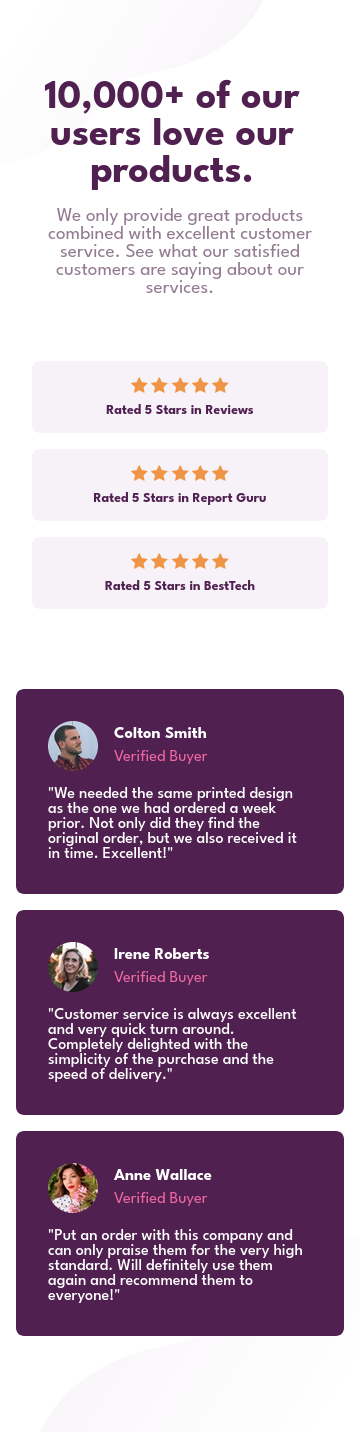 10,000+ of our
users love our
products.
We only provide great products
combined with excellent customer
service. See what our satisfied
customers are saying about our
services.
Rated 5 Stars in Reviews
Rated 5 Stars in Report Guru
Rated 5 Stars in BestTech
Colton Smith
Verified Buyer
"We needed the same printed design
as the one we had ordered a week
prior. Not only did they find the
original order, but we also received it
in time. Excellent!"
Irene Roberts
Verified Buyer
"Customer service is always excellent
and very quick turn around.
Completely delighted with the
simplicity of the purchase and the
speed of delivery."
Anne Wallace
Verified Buyer
"Put an order with this company and
can only praise them for the very high
standard. Will definitely use them
again and recommend them to
everyone!"